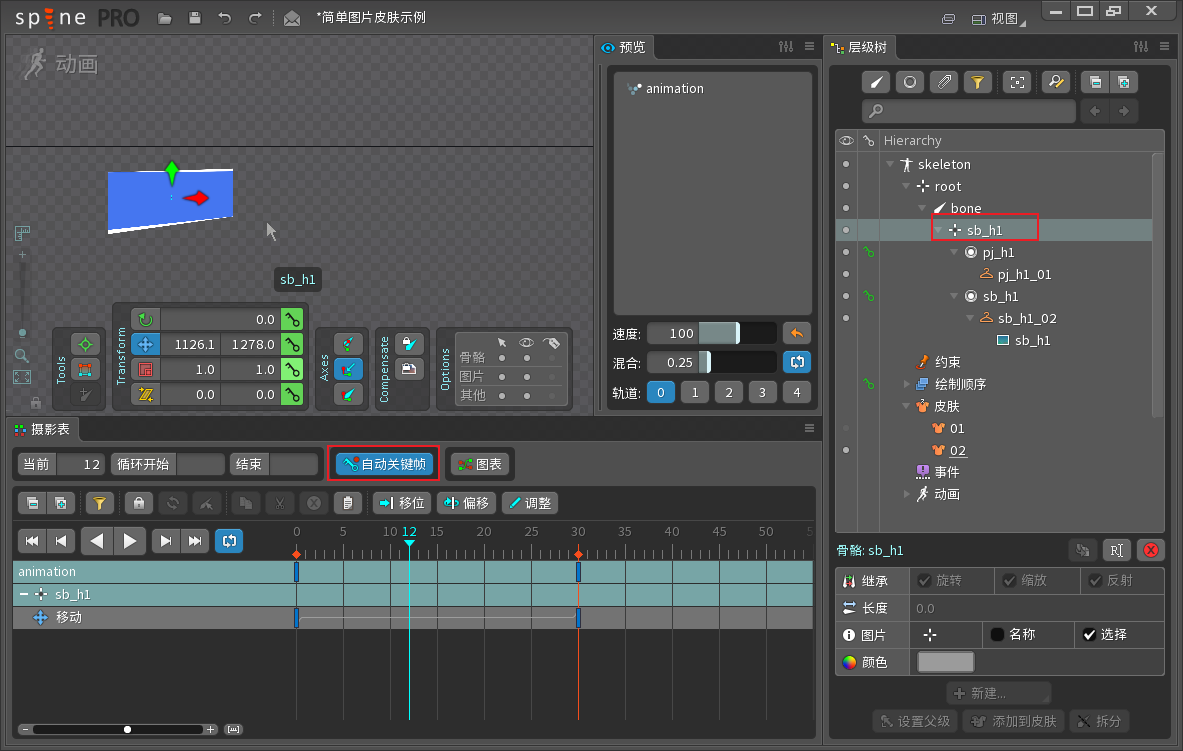 spine PRO
*简单图片皮肤示例
视图
动画
sb_h1
Tools
Transform
0.0
1126.1 1278.0
1.0 1.0
0.0 0.0
Axes
Compensate
Options
骨骼
图片
其他
预览
animation
速度: 100
混合: 0.25
轨道: 0 1 2 3 4
层级树
Hierarchy
skeleton
root
bone
sb_h1
pj_h1
pj_h1_01
sb_h1
sb_h1_02
sb_h1
约束
绘制顺序
皮肤
01
02
事件
动画
骨骼: sb_h1
继承 旋转 缩放 反射
长度 0.0
图片 名称 选择
颜色
新建...
设置父级 添加到皮肤 拆分
摄影表
当前 12 循环开始 结束 自动关键帧 图表
移位 偏移 调整
0 5 10 12 15 20 25 30 35 40 45 50
animation
sb_h1
移动